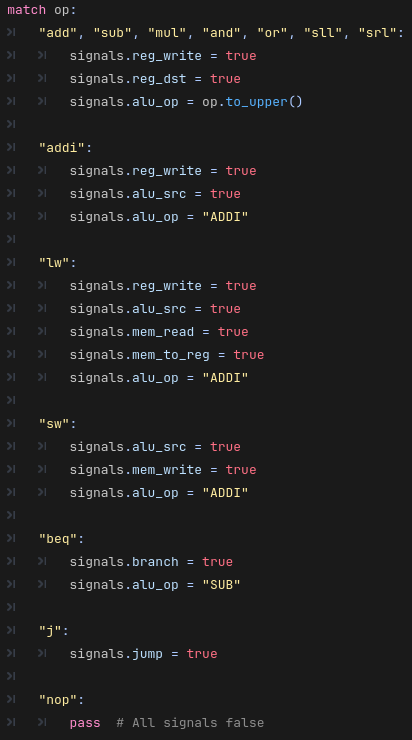 match op:
    "add", "sub", "mul", "and", "or", "sll", "srl":
        signals.reg_write = true
        signals.reg_dst = true
        signals.alu_op = op.to_upper()

    "addi":
        signals.reg_write = true
        signals.alu_src = true
        signals.alu_op = "ADDI"

    "lw":
        signals.reg_write = true
        signals.alu_src = true
        signals.mem_read = true
        signals.mem_to_reg = true
        signals.alu_op = "ADDI"

    "sw":
        signals.alu_src = true
        signals.mem_write = true
        signals.alu_op = "ADDI"

    "beq":
        signals.branch = true
        signals.alu_op = "SUB"

    "j":
        signals.jump = true

    "nop":
        pass  # All signals false